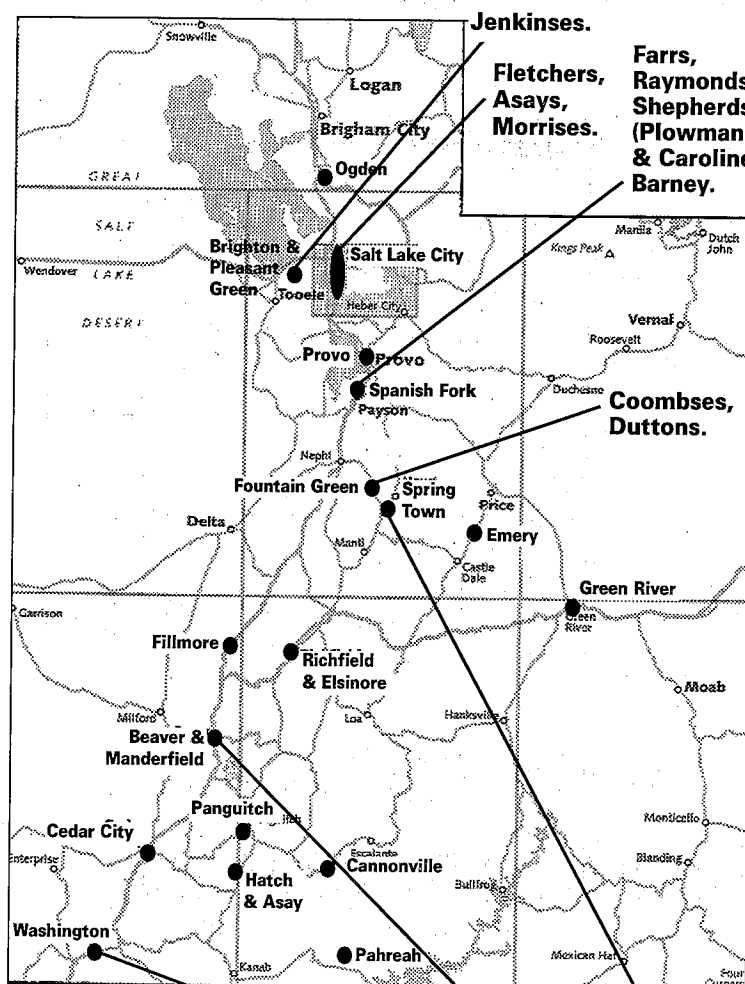 Jenkinses.
Snowville
Logan
Fletchers,
Asays,
Morrises.
Farrs,
Raymonds
Shepherds
(Plowman
& Caroline
Barney.
Brigham City
Ogden
GREAT
SALT
LAKE
DESERT
Wendover
Brighton &
Pleasant
Green
Tooele
Salt Lake City
Heber City
Kings Peak
Manila
Dutch
John
Vernal
Roosevelt
Duchesne
Provo
Provo
Spanish Fork
Payson
Coombses,
Duttons.
Nephi
Fountain Green
Spring
Town
Price
Delta
Manti
Emery
Castle
Dale
Green River
Green
River
Garrison
Fillmore
Richfield
& Elsinore
Moab
Milford
Loa
Hanksville
Beaver &
Manderfield
Panguitch
Monticello
Cedar City
Enterprise
Escalante
Cannonville
Blanding
Hatch
& Asay
Bullfrog
Washington
Pahreah
Kanab
Mexican Hat
Four